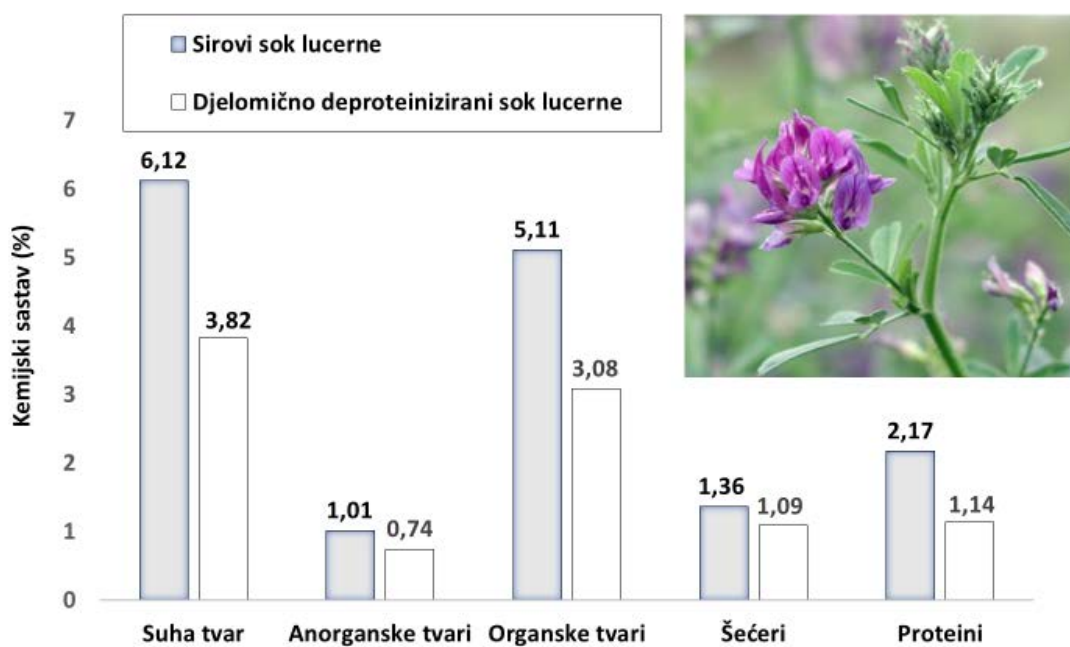 Sirovi sok lucerne
Djelomično deproteinizirani sok lucerne
Kemijski sastav (%)
7
6
5
4
3
2
1
0
6,12
3,82
1,01
0,74
5,11
3,08
1,36
1,09
2,17
1,14
Suha tvar
Anorganske tvari
Organske tvari
Šećeri
Proteini